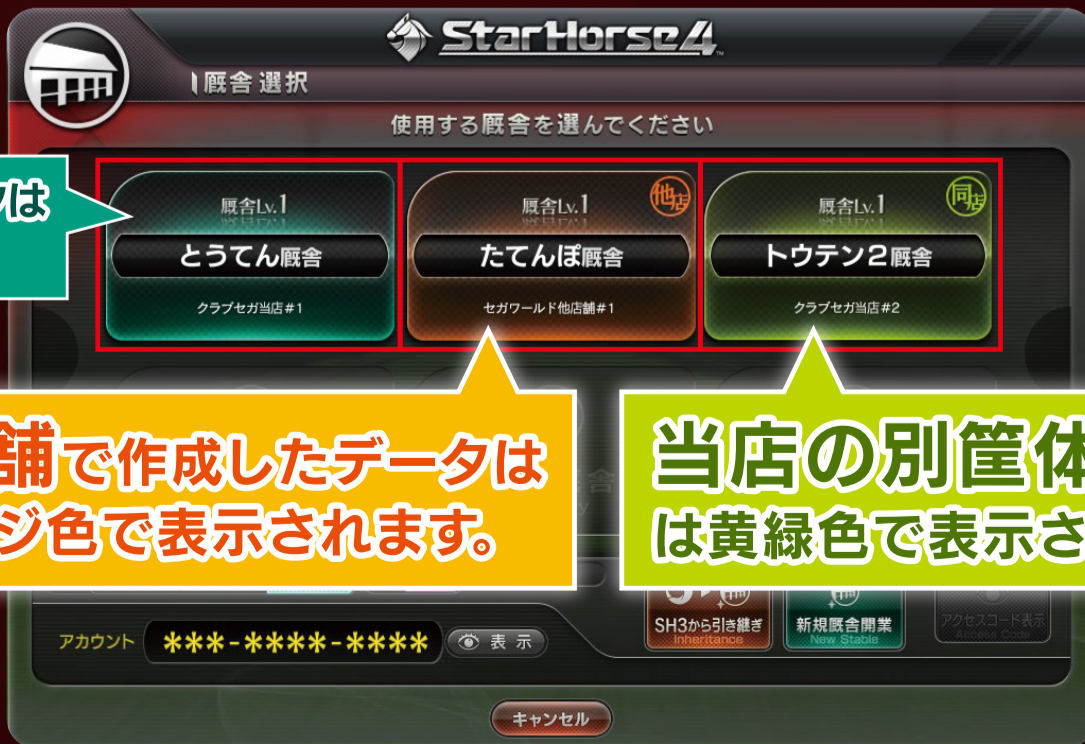 StarHorse4
厩舎選択
使用する厩舎を選んでください
は
厩舎Lv.1
とうてん厩舎
クラブセガ当店#1
厩舎Lv.1
他店
たてんぽ厩舎
セガワールド他店舗#1
厩舎Lv.1
同店
トウテン2厩舎
クラブセガ当店#2
舗で作成したデータは
ジ色で表示されます。
当店の別筐体
は黄緑色で表示さ
アカウント
***-****-****
表示
SH3から引き継ぎ
Inheritance
新規厩舎開業
New Stable
アクセスコード表示
Access Code
キャンセル